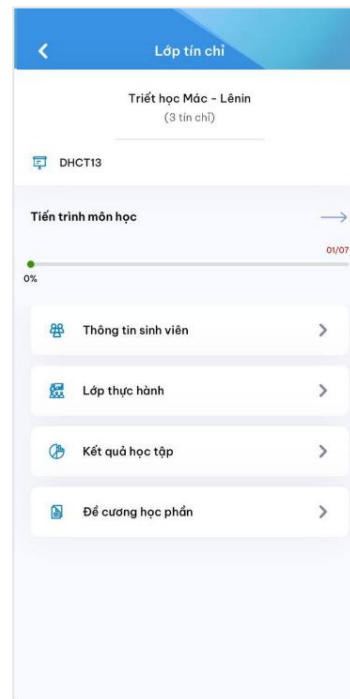 Lớp tín chỉ
Triết học Mác - Lênin
(3 tín chỉ)
DHCT13
Tiến trình môn học
01/07
0%
Thông tin sinh viên
Lớp thực hành
Kết quả học tập
Đề cương học phần